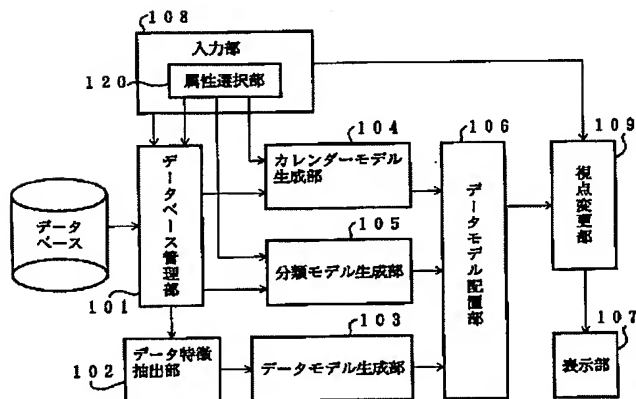 108
入力部
120
属性選択部
104
カレンダーモデル
生成部
106
データモデル配置部
109
視点変更部
データ
ベース
データベース管理部
101
105
分類モデル生成部
103
データモデル生成部
107
表示部
データ特徴
抽出部
102